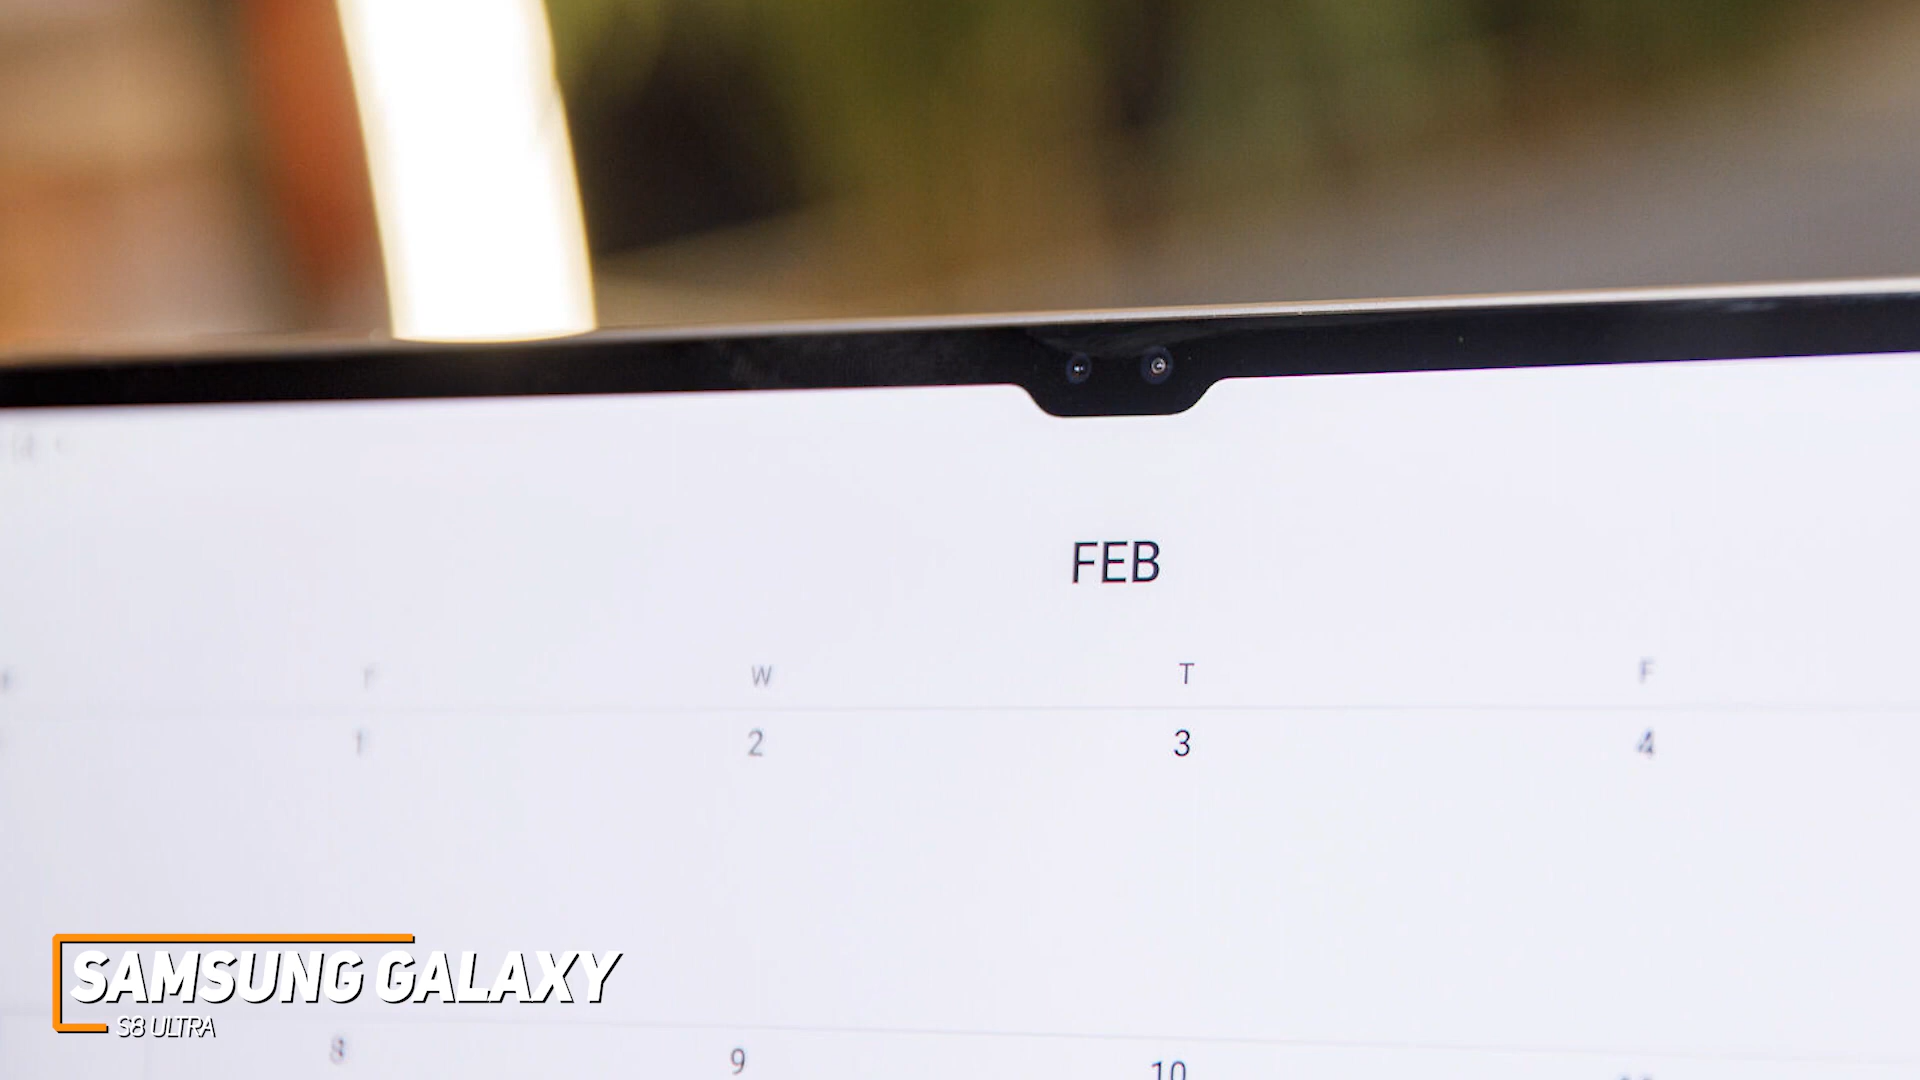 FEB
T W T F
1 2 3 4
8 9 10
SAMSUNG GALAXY
S8 ULTRA